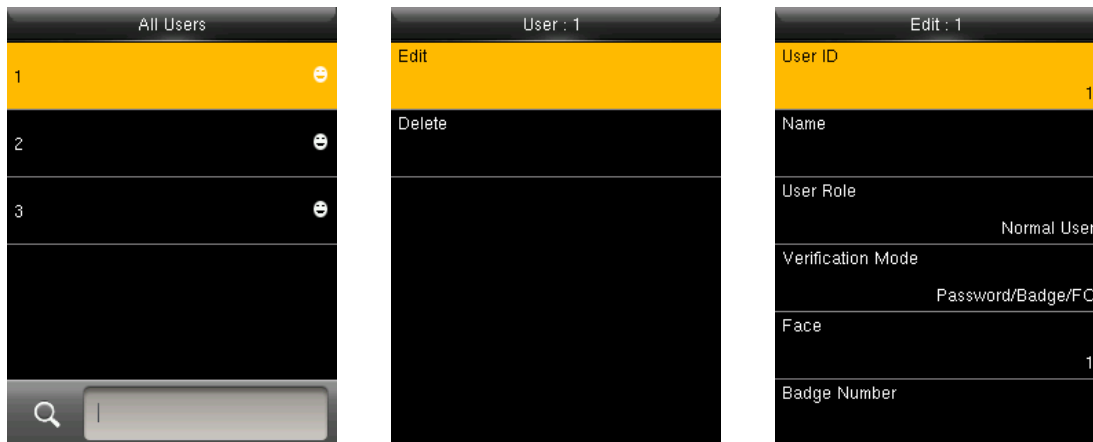 All Users
1
2
3
User : 1
Edit
Delete
Edit : 1
User ID
1
Name
User Role
Normal User
Verification Mode
Password/Badge/FC
Face
1
Badge Number